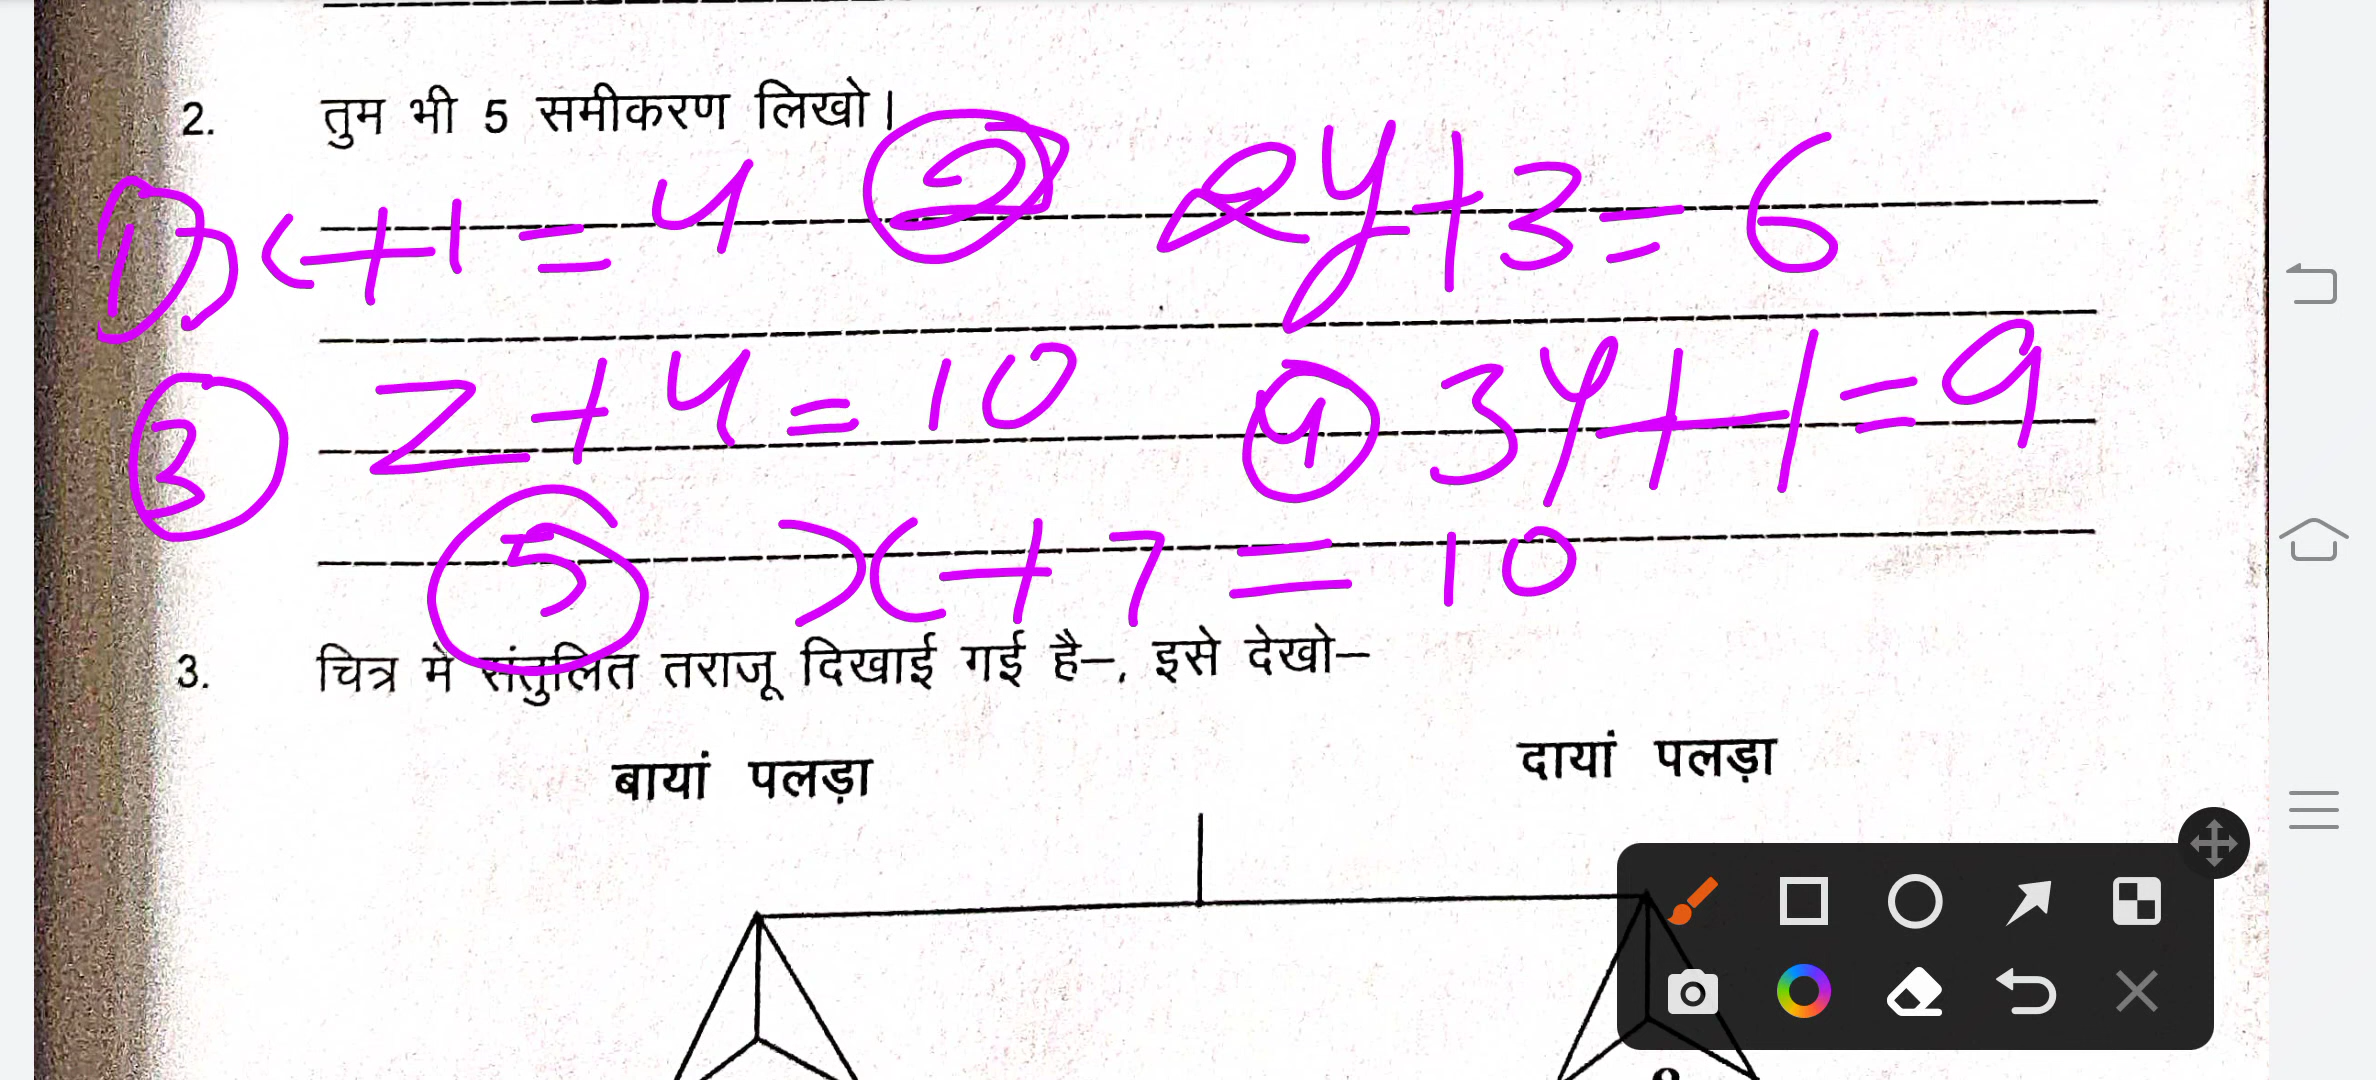 2. तुम भी 5 समीकरण लिखो।
① x+1=4 ② 2y+3=6
③ z+4=10 ④ 3y+1=9
⑤ x+7=10
3. चित्र में संतुलित तराजू दिखाई गई है–, इसे देखो–
बायां पलड़ा दायां पलड़ा